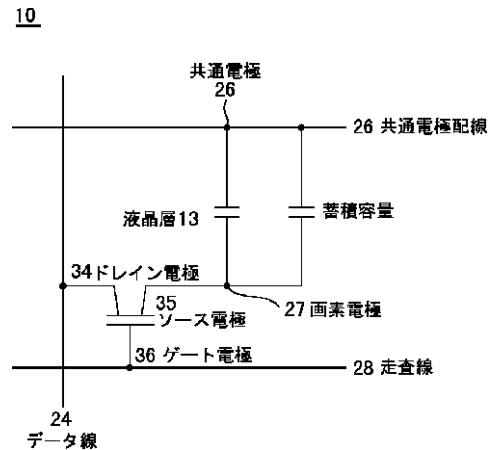 10
共通電極
26
26 共通電極配線
液晶層13
蓄積容量
34ドレイン電極
35
ソース電極
27 画素電極
36 ゲート電極
28 走査線
24
データ線